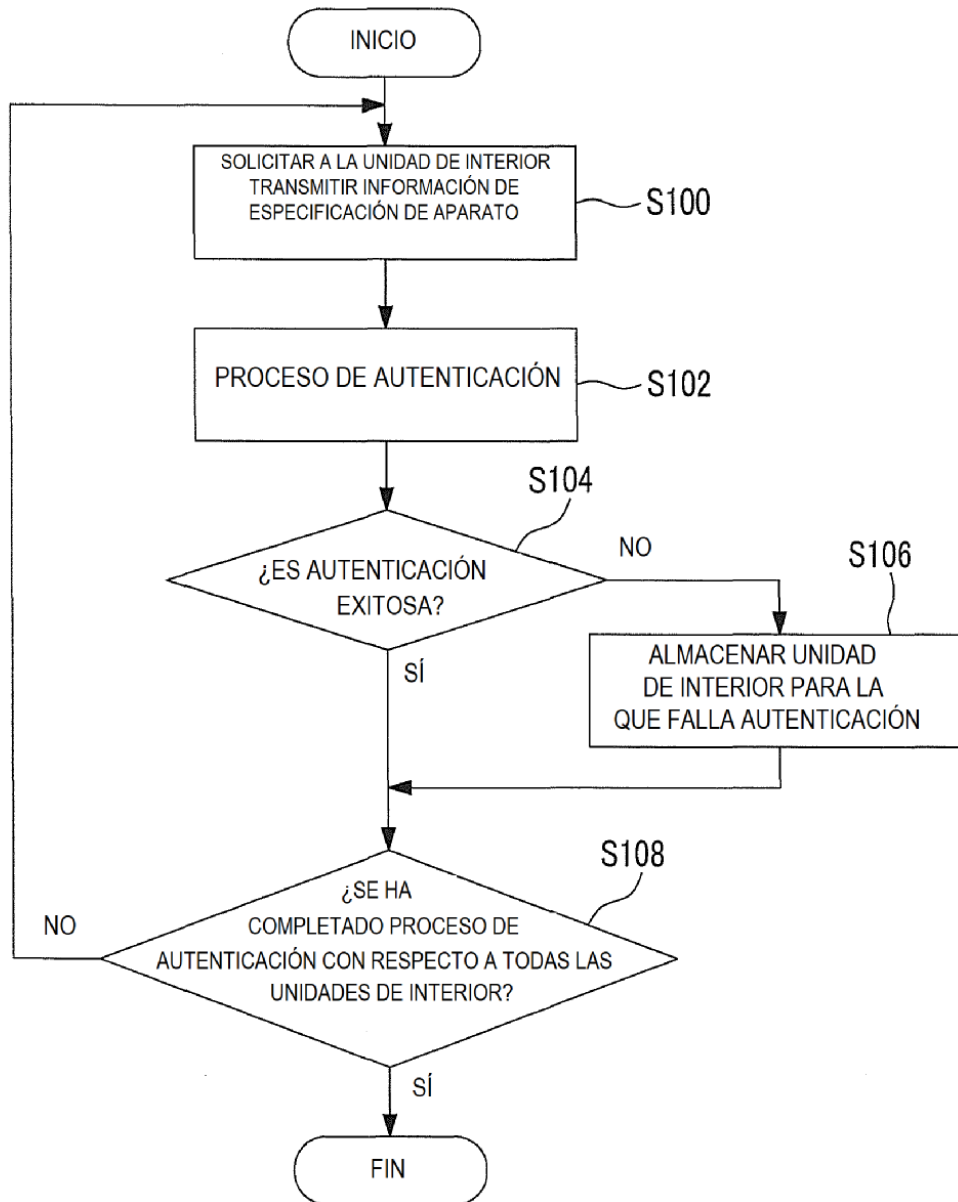 INICIO
SOLICITAR A LA UNIDAD DE INTERIOR
TRANSMITIR INFORMACIÓN DE
ESPECIFICACIÓN DE APARATO
S100
PROCESO DE AUTENTICACIÓN
S102
S104
¿ES AUTENTICACIÓN
EXITOSA?
NO
SÍ
S106
ALMACENAR UNIDAD
DE INTERIOR PARA LA
QUE FALLA AUTENTICACIÓN
S108
¿SE HA
COMPLETADO PROCESO DE
AUTENTICACIÓN CON RESPECTO A TODAS LAS
UNIDADES DE INTERIOR?
NO
SÍ
FIN